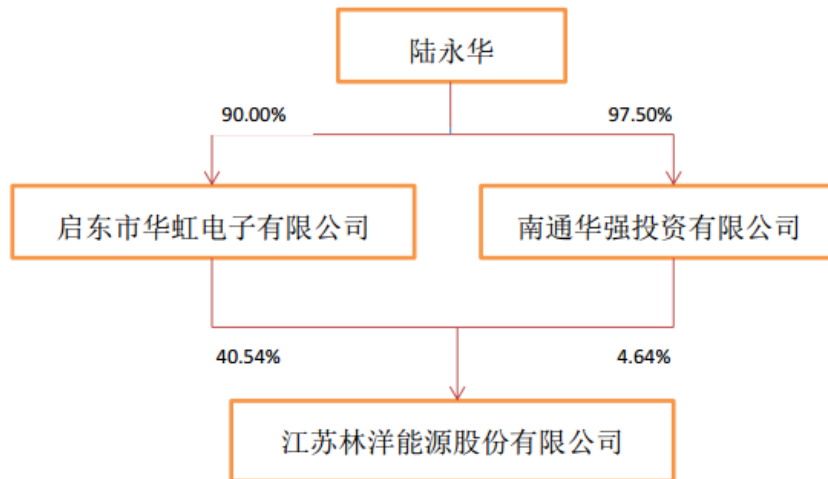 陆永华
90.00%
97.50%
启东市华虹电子有限公司
南通华强投资有限公司
40.54%
4.64%
江苏林洋能源股份有限公司